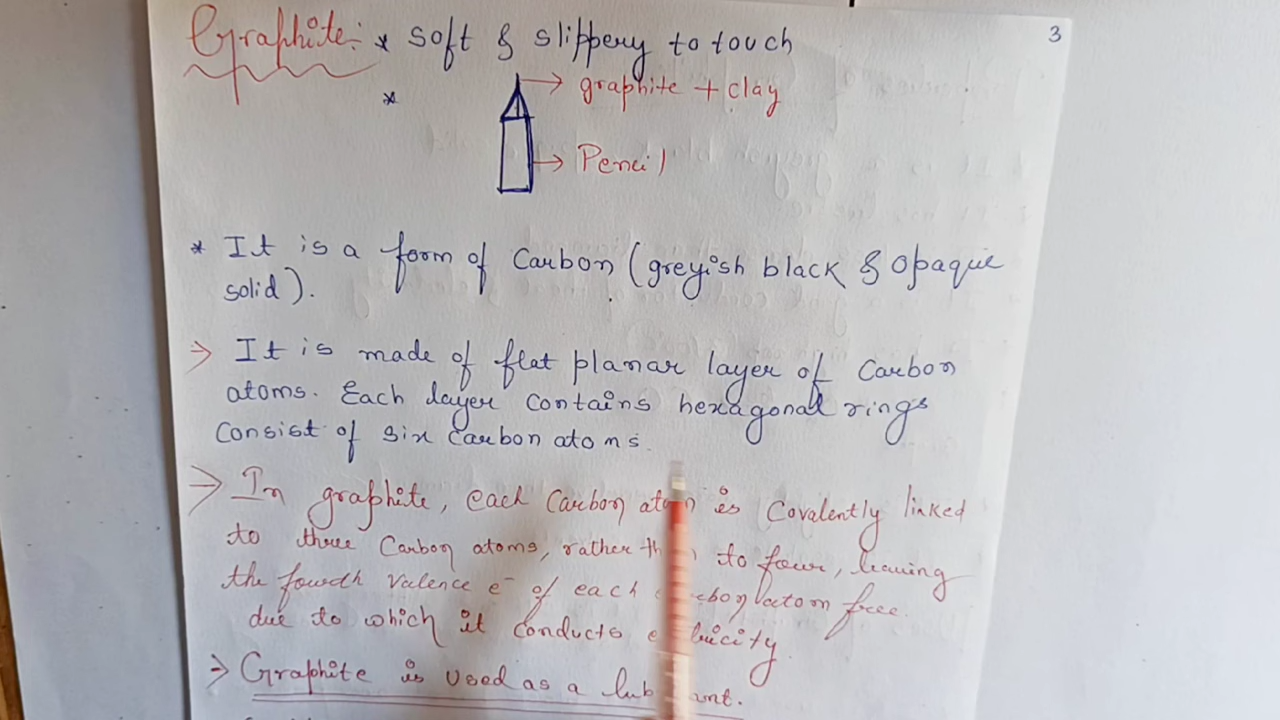 3
Graphite:- * soft & slippery to touch
* → graphite + clay
→ Pencil
* It is a form of Carbon (greyish black & opaque
solid).
→ It is made of flat planar layer of Carbon
atoms. Each layer contains hexagonal rings
consist of six carbon atoms.
→ In graphite, each carbon atom is covalently linked
to three Carbon atoms, rather to four, leaving
the fourth valence e⁻ of each atom free.
due to which it conducts
→ Graphite is used as a